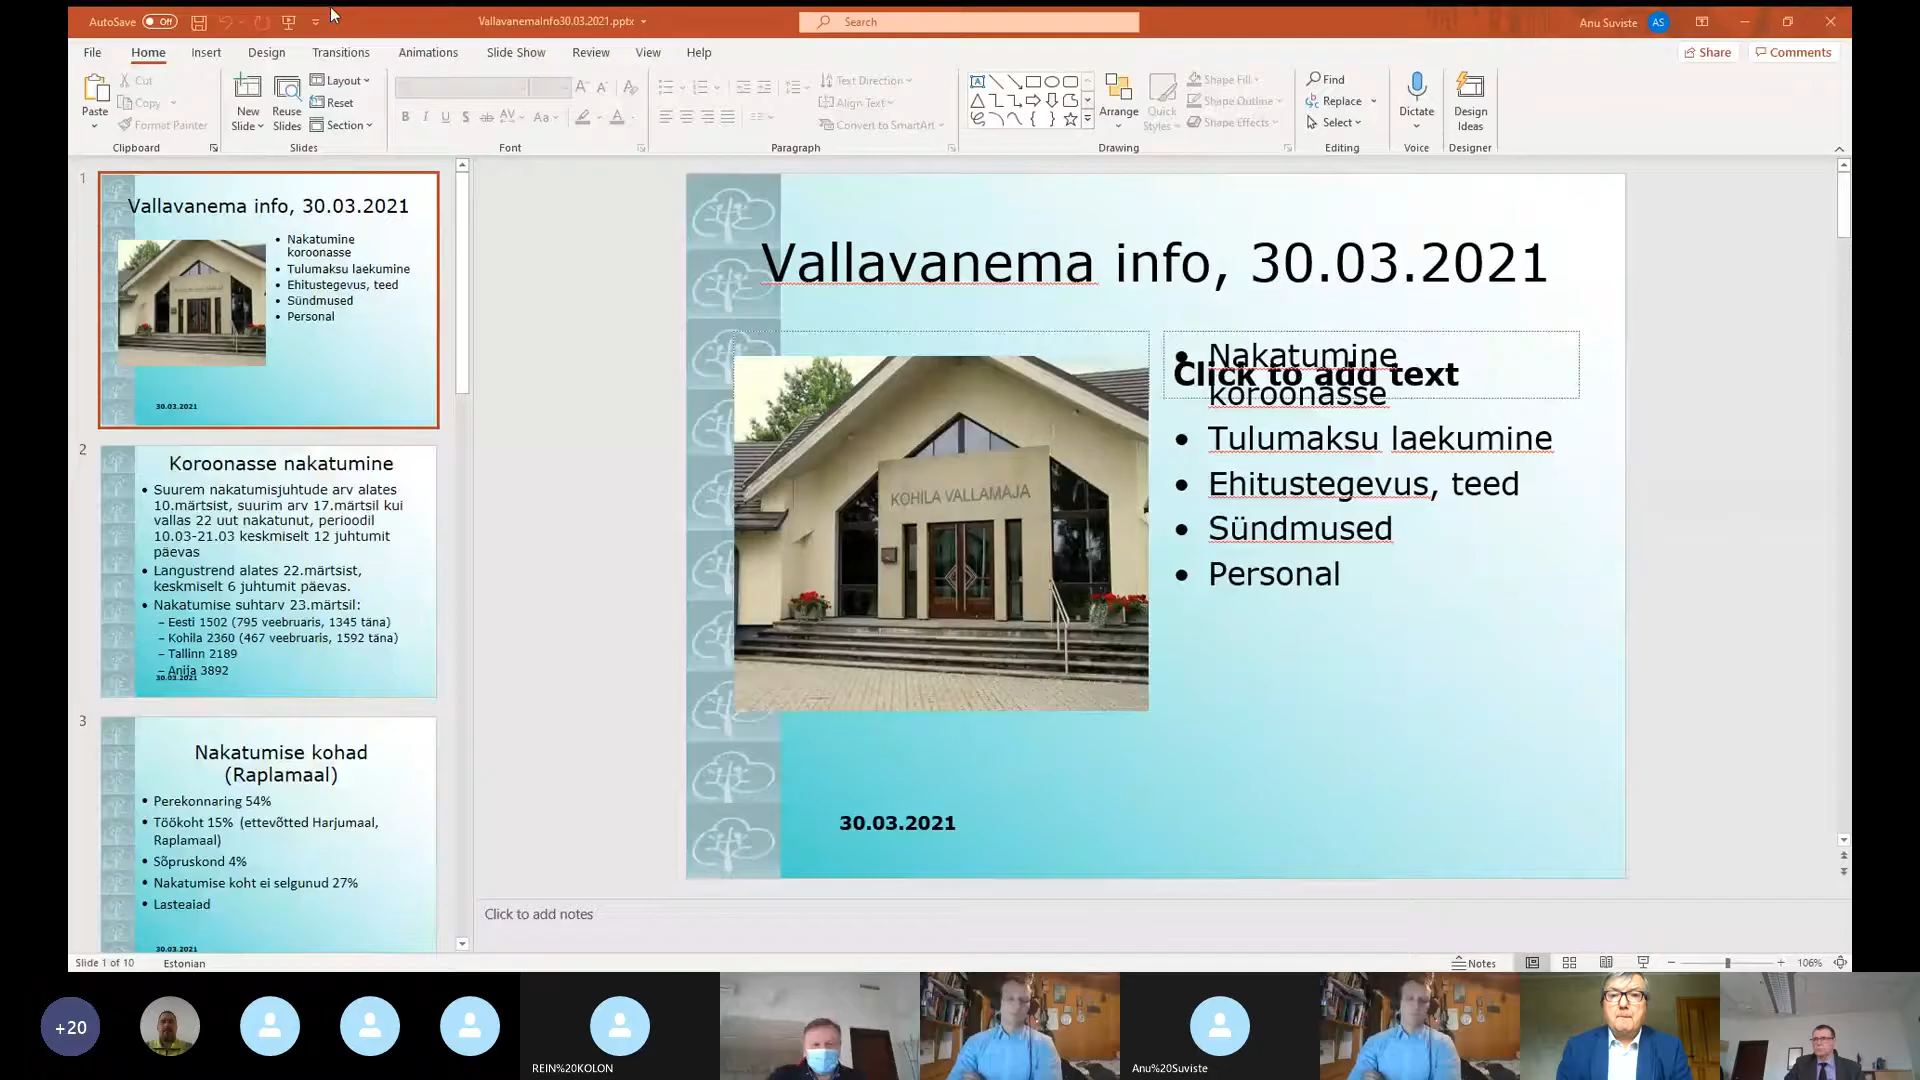 AutoSave Off
VallavanemaInfo30.03.2021.pptx
Search
Anu Suviste AS
File Home Insert Design Transitions Animations Slide Show Review View Help
Share Comments
Paste
Cut
Copy
Format Painter
Clipboard
New
Slide
Reuse
Slides
Layout
Reset
Section
Slides
B I U S ab AV Aa A
Font
Text Direction
Align Text
Convert to SmartArt
Paragraph
Arrange
Quick
Styles
Shape Fill
Shape Outline
Shape Effects
Drawing
Find
Replace
Select
Editing
Dictate
Voice
Design
Ideas
Designer
1
Vallavanema info, 30.03.2021
• Nakatumine
koroonasse
• Tulumaksu laekumine
• Ehitustegevus, teed
• Sündmused
• Personal
30.03.2021
2
Koroonasse nakatumine
• Suurem nakatumisjuhtude arv alates
10.märtsist, suurim arv 17.märtsil kui
vallas 22 uut nakatunut, perioodil
10.03-21.03 keskmiselt 12 juhtumit
päevas
• Langustrend alates 22.märtsist,
keskmiselt 6 juhtumit päevas.
• Nakatumise suhtarv 23.märtsil:
– Eesti 1502 (795 veebruaris, 1345 täna)
– Kohila 2360 (467 veebruaris, 1592 täna)
– Tallinn 2189
– Anija 3892
30.03.2021
3
Nakatumise kohad
(Raplamaal)
• Perekonnaring 54%
• Töökoht 15% (ettevõtted Harjumaal,
Raplamaal)
• Sõpruskond 4%
• Nakatumise koht ei selgunud 27%
• Lasteaiad
30.03.2021
Vallavanema info, 30.03.2021
KOHILA VALLAMAJA
• Nakatumine
Click to add text
koroonasse
• Tulumaksu laekumine
• Ehitustegevus, teed
• Sündmused
• Personal
30.03.2021
Click to add notes
Slide 1 of 10 Estonian
Notes
106%
+20
REIN%20KOLON
Anu%20Suviste